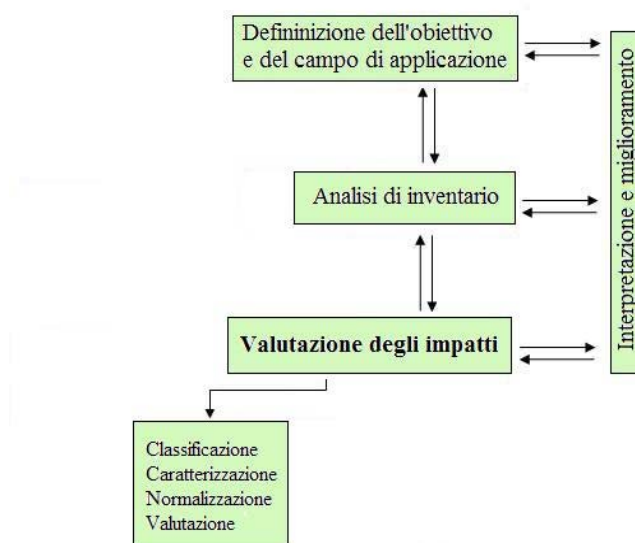 Defininizione dell'obiettivo
e del campo di applicazione
Interpretazione e miglioramento
Analisi di inventario
Valutazione degli impatti
Classificazione
Caratterizzazione
Normalizzazione
Valutazione